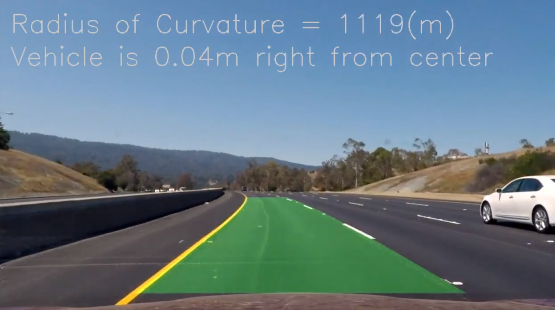 Radius of Curvature = 1119(m)
Vehicle is 0.04m right from center